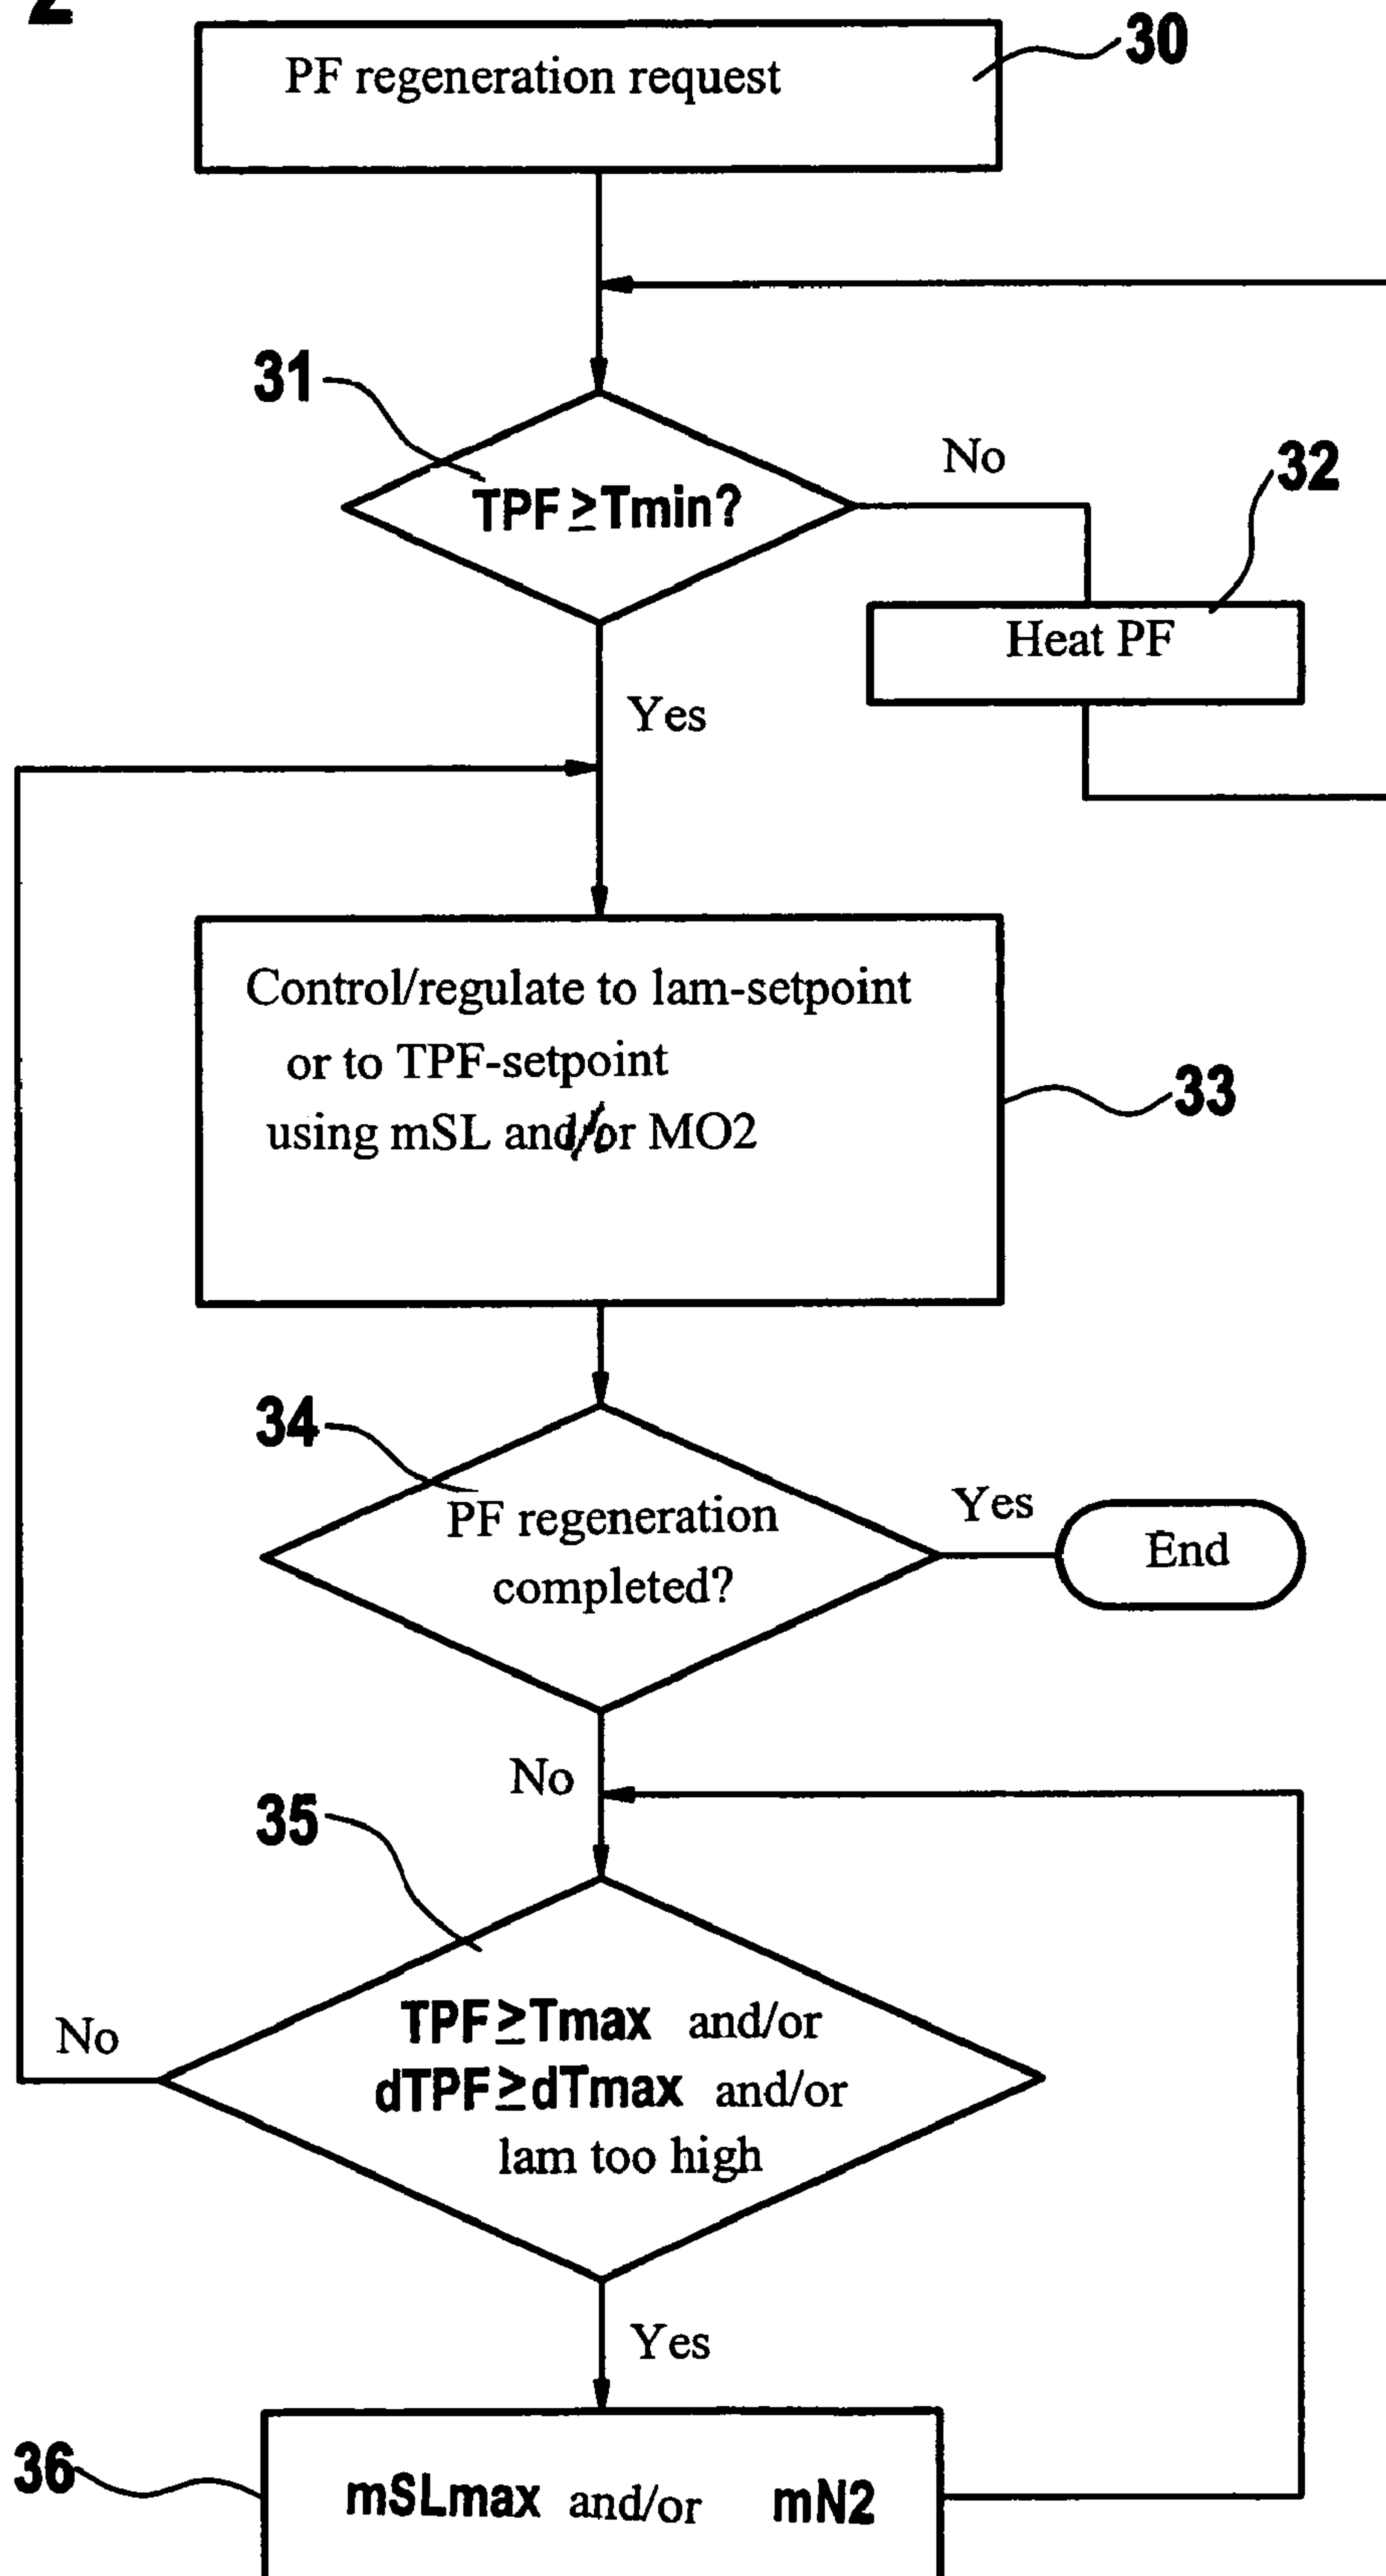 2
PF regeneration request
30
31
TPF ≥ Tmin?
No
32
Heat PF
Yes
Control/regulate to lam-setpoint
or to TPF-setpoint
using mSL and/or MO2
33
34
PF regeneration
completed?
Yes
End
No
35
TPF ≥ Tmax and/or
dTPF ≥ dTmax and/or
lam too high
No
Yes
36
mSLmax and/or mN2